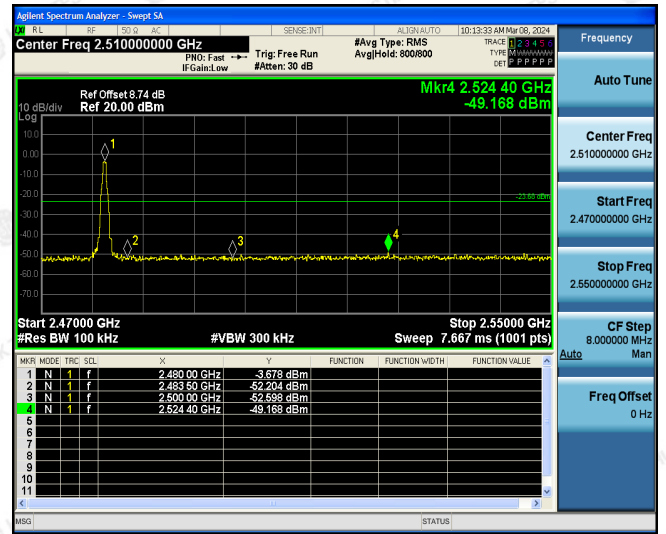 Agilent Spectrum Analyzer - Swept SA
LXI RL RF 50 Ω AC SENSE:INT ALIGN AUTO 10:13:33 AM Mar 08, 2024
Center Freq 2.510000000 GHz
PNO: Fast
IFGain:Low
Trig: Free Run
#Atten: 30 dB
#Avg Type: RMS
Avg|Hold: 800/800
TRACE 1 2 3 4 5 6
TYPE M
DET P P P P P P
Mkr4 2.524 40 GHz
-49.168 dBm
Ref Offset 8.74 dB
10 dB/div Ref 20.00 dBm
Log
10.0
0.00
-10.0
-20.0
-30.0
-40.0
-50.0
-60.0
-70.0
1
2
3
4
-23.68 dBm
Start 2.47000 GHz Stop 2.55000 GHz
#Res BW 100 kHz #VBW 300 kHz Sweep 7.667 ms (1001 pts)
MKR MODE TRC SCL X Y FUNCTION FUNCTION WIDTH FUNCTION VALUE
1 N 1 f 2.480 00 GHz -3.678 dBm
2 N 1 f 2.483 50 GHz -52.204 dBm
3 N 1 f 2.500 00 GHz -52.598 dBm
4 N 1 f 2.524 40 GHz -49.168 dBm
5
6
7
8
9
10
11
MSG STATUS
Frequency
Auto Tune
Center Freq
2.510000000 GHz
Start Freq
2.470000000 GHz
Stop Freq
2.550000000 GHz
CF Step
8.000000 MHz
Auto Man
Freq Offset
0 Hz